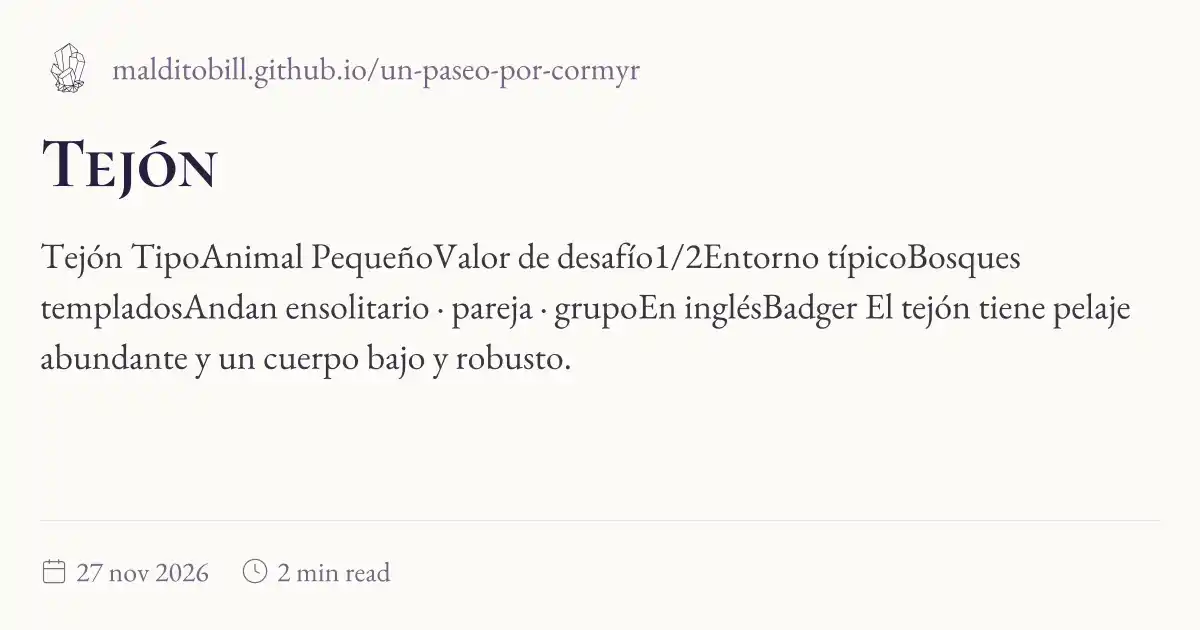 malditobill.github.io/un-paseo-por-cormyr
Tejón
Tejón TipoAnimal PequeñoValor de desafío1/2Entorno típicoBosques
templadosAndan ensolitario · pareja · grupoEn inglésBadger El tejón tiene pelaje
abundante y un cuerpo bajo y robusto.
27 nov 2026 2 min read